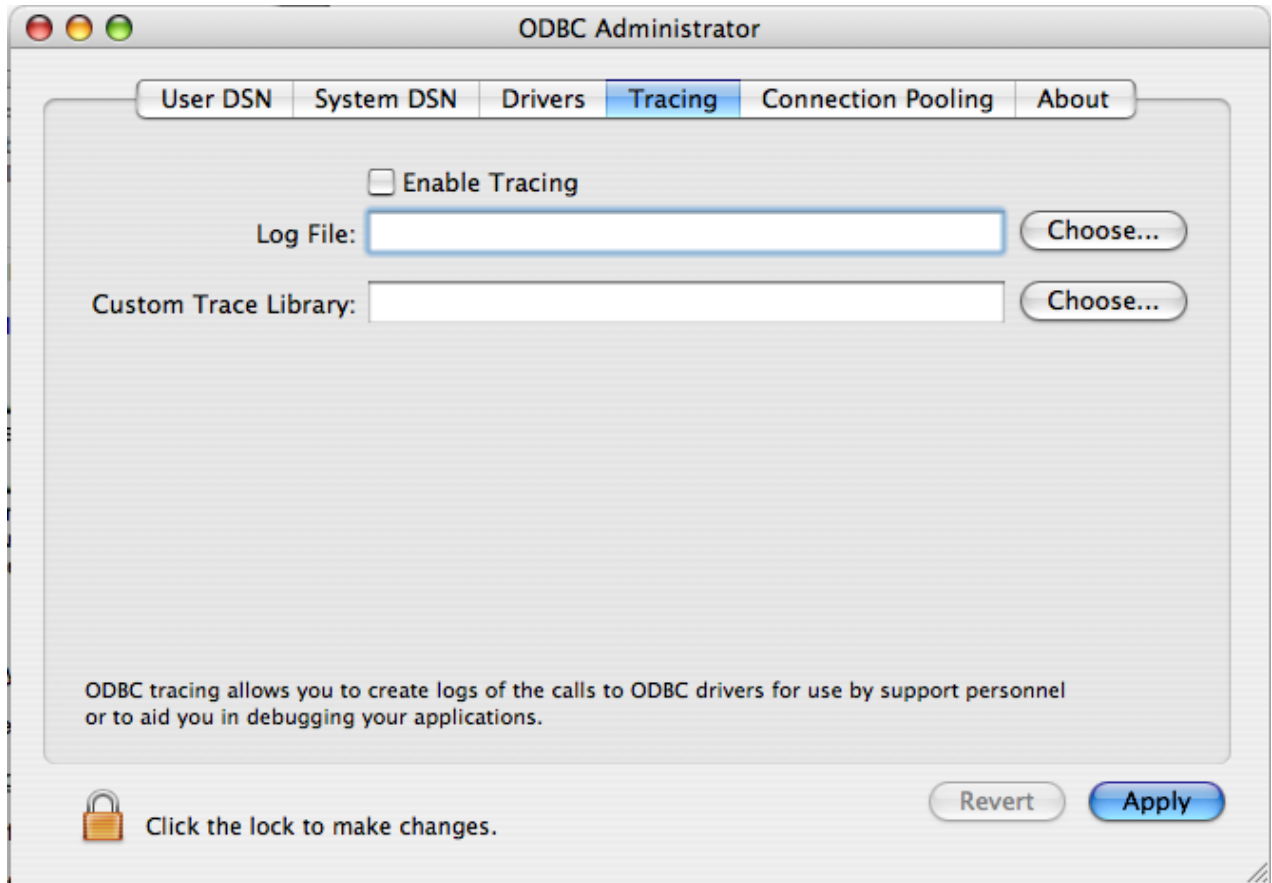 ODBC Administrator
User DSN System DSN Drivers Tracing Connection Pooling About
Enable Tracing
Log File: Choose...
Custom Trace Library: Choose...
ODBC tracing allows you to create logs of the calls to ODBC drivers for use by support personnel
or to aid you in debugging your applications.
Click the lock to make changes. Revert Apply